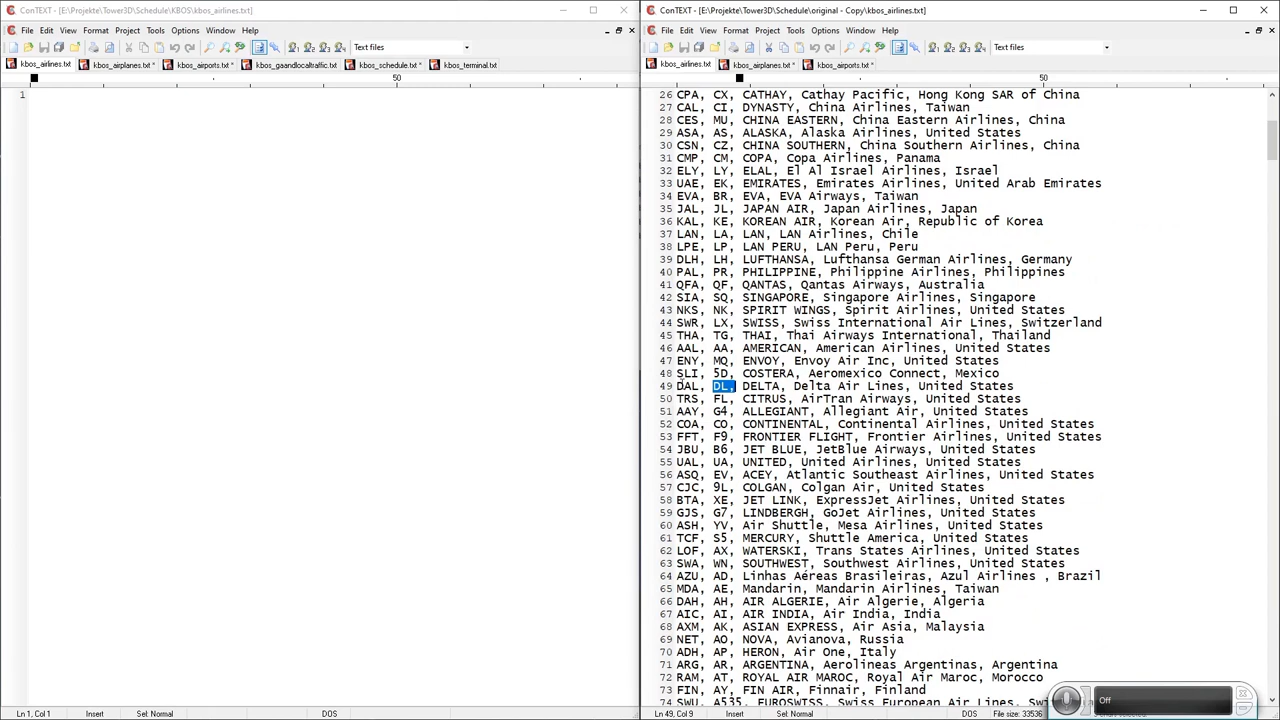 ConTEXT - [E:\Projekte\Tower3D\Schedule\KBOS\kbos_airlines.txt]
File Edit View Format Project Tools Options Window Help
Text files
kbos_airlines.txt kbos_airplanes.txt * kbos_airports.txt * kbos_gaandlocaltraffic.txt kbos_schedule.txt * kbos_terminal.txt
50
1
Ln 1, Col 1 Insert Sel: Normal DOS
ConTEXT - [E:\Projekte\Tower3D\Schedule\original - Copy\kbos_airlines.txt]
File Edit View Format Project Tools Options Window Help
Text files
kbos_airlines.txt kbos_airplanes.txt * kbos_airports.txt *
50
26 CPA, CX, CATHAY, Cathay Pacific, Hong Kong SAR of China
27 CAL, CI, DYNASTY, China Airlines, Taiwan
28 CES, MU, CHINA EASTERN, China Eastern Airlines, China
29 ASA, AS, ALASKA, Alaska Airlines, United States
30 CSN, CZ, CHINA SOUTHERN, China Southern Airlines, China
31 CMP, CM, COPA, Copa Airlines, Panama
32 ELY, LY, ELAL, El Al Israel Airlines, Israel
33 UAE, EK, EMIRATES, Emirates Airlines, United Arab Emirates
34 EVA, BR, EVA, EVA Airways, Taiwan
35 JAL, JL, JAPAN AIR, Japan Airlines, Japan
36 KAL, KE, KOREAN AIR, Korean Air, Republic of Korea
37 LAN, LA, LAN, LAN Airlines, Chile
38 LPE, LP, LAN PERU, LAN Peru, Peru
39 DLH, LH, LUFTHANSA, Lufthansa German Airlines, Germany
40 PAL, PR, PHILIPPINE, Philippine Airlines, Philippines
41 QFA, QF, QANTAS, Qantas Airways, Australia
42 SIA, SQ, SINGAPORE, Singapore Airlines, Singapore
43 NKS, NK, SPIRIT WINGS, Spirit Airlines, United States
44 SWR, LX, SWISS, Swiss International Air Lines, Switzerland
45 THA, TG, THAI, Thai Airways International, Thailand
46 AAL, AA, AMERICAN, American Airlines, United States
47 ENY, MQ, ENVOY, Envoy Air Inc, United States
48 SLI, 5D, COSTERA, Aeromexico Connect, Mexico
49 DAL, DL, DELTA, Delta Air Lines, United States
50 TRS, FL, CITRUS, AirTran Airways, United States
51 AAY, G4, ALLEGIANT, Allegiant Air, United States
52 COA, CO, CONTINENTAL, Continental Airlines, United States
53 FFT, F9, FRONTIER FLIGHT, Frontier Airlines, United States
54 JBU, B6, JET BLUE, JetBlue Airways, United States
55 UAL, UA, UNITED, United Airlines, United States
56 ASQ, EV, ACEY, Atlantic Southeast Airlines, United States
57 CJC, 9L, COLGAN, Colgan Air, United States
58 BTA, XE, JET LINK, ExpressJet Airlines, United States
59 GJS, G7, LINDBERGH, GoJet Airlines, United States
60 ASH, YV, Air Shuttle, Mesa Airlines, United States
61 TCF, S5, MERCURY, Shuttle America, United States
62 LOF, AX, WATERSKI, Trans States Airlines, United States
63 SWA, WN, SOUTHWEST, Southwest Airlines, United States
64 AZU, AD, Linhas Aéreas Brasileiras, Azul Airlines , Brazil
65 MDA, AE, Mandarin, Mandarin Airlines, Taiwan
66 DAH, AH, AIR ALGERIE, Air Algerie, Algeria
67 AIC, AI, AIR INDIA, Air India, India
68 AXM, AK, ASIAN EXPRESS, Air Asia, Malaysia
69 NET, AO, NOVA, Avianova, Russia
70 ADH, AP, HERON, Air One, Italy
71 ARG, AR, ARGENTINA, Aerolineas Argentinas, Argentina
72 RAM, AT, ROYAL AIR MAROC, Royal Air Maroc, Morocco
73 FIN, AY, FIN AIR, Finnair, Finland
74 SWU, A535, EUROSWISS, Swiss European Air Lines,
Off
Ln 49, Col 9 Insert Sel: Normal DOS File size: 33536